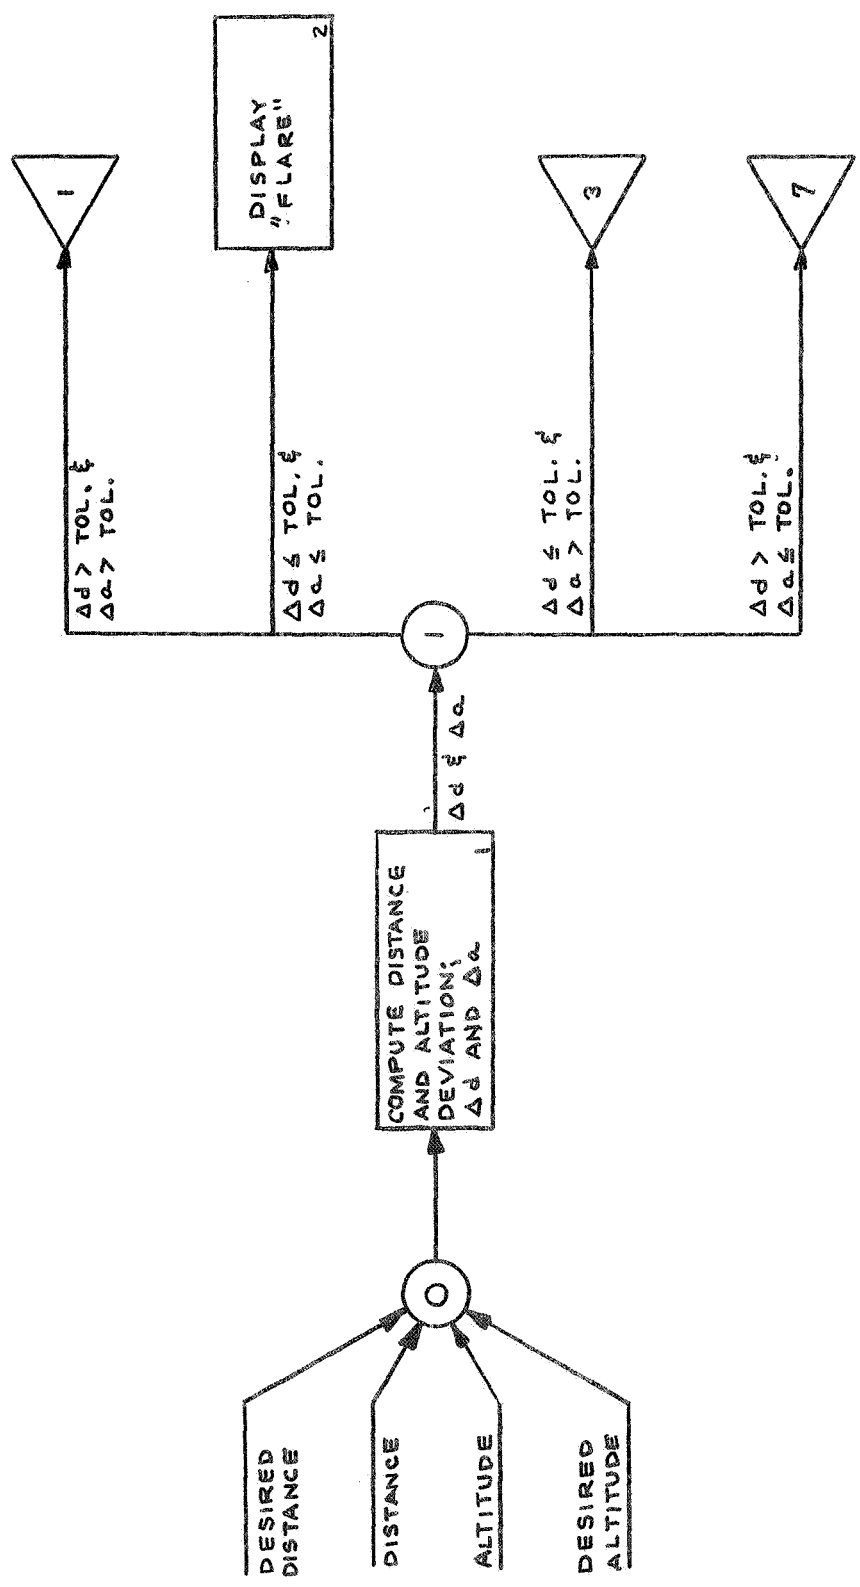 DESIRED
DISTANCE
DISTANCE
ALTITUDE
DESIRED
ALTITUDE
O
COMPUTE DISTANCE
AND ALTITUDE
DEVIATION;
Δd AND Δa
1
Δd & Δa
1
Δd > TOL. &
Δa > TOL.
1
Δd ≤ TOL. &
Δa ≤ TOL.
DISPLAY
"FLARE"
2
Δd ≤ TOL. &
Δa > TOL.
3
Δd > TOL. &
Δa ≤ TOL.
7